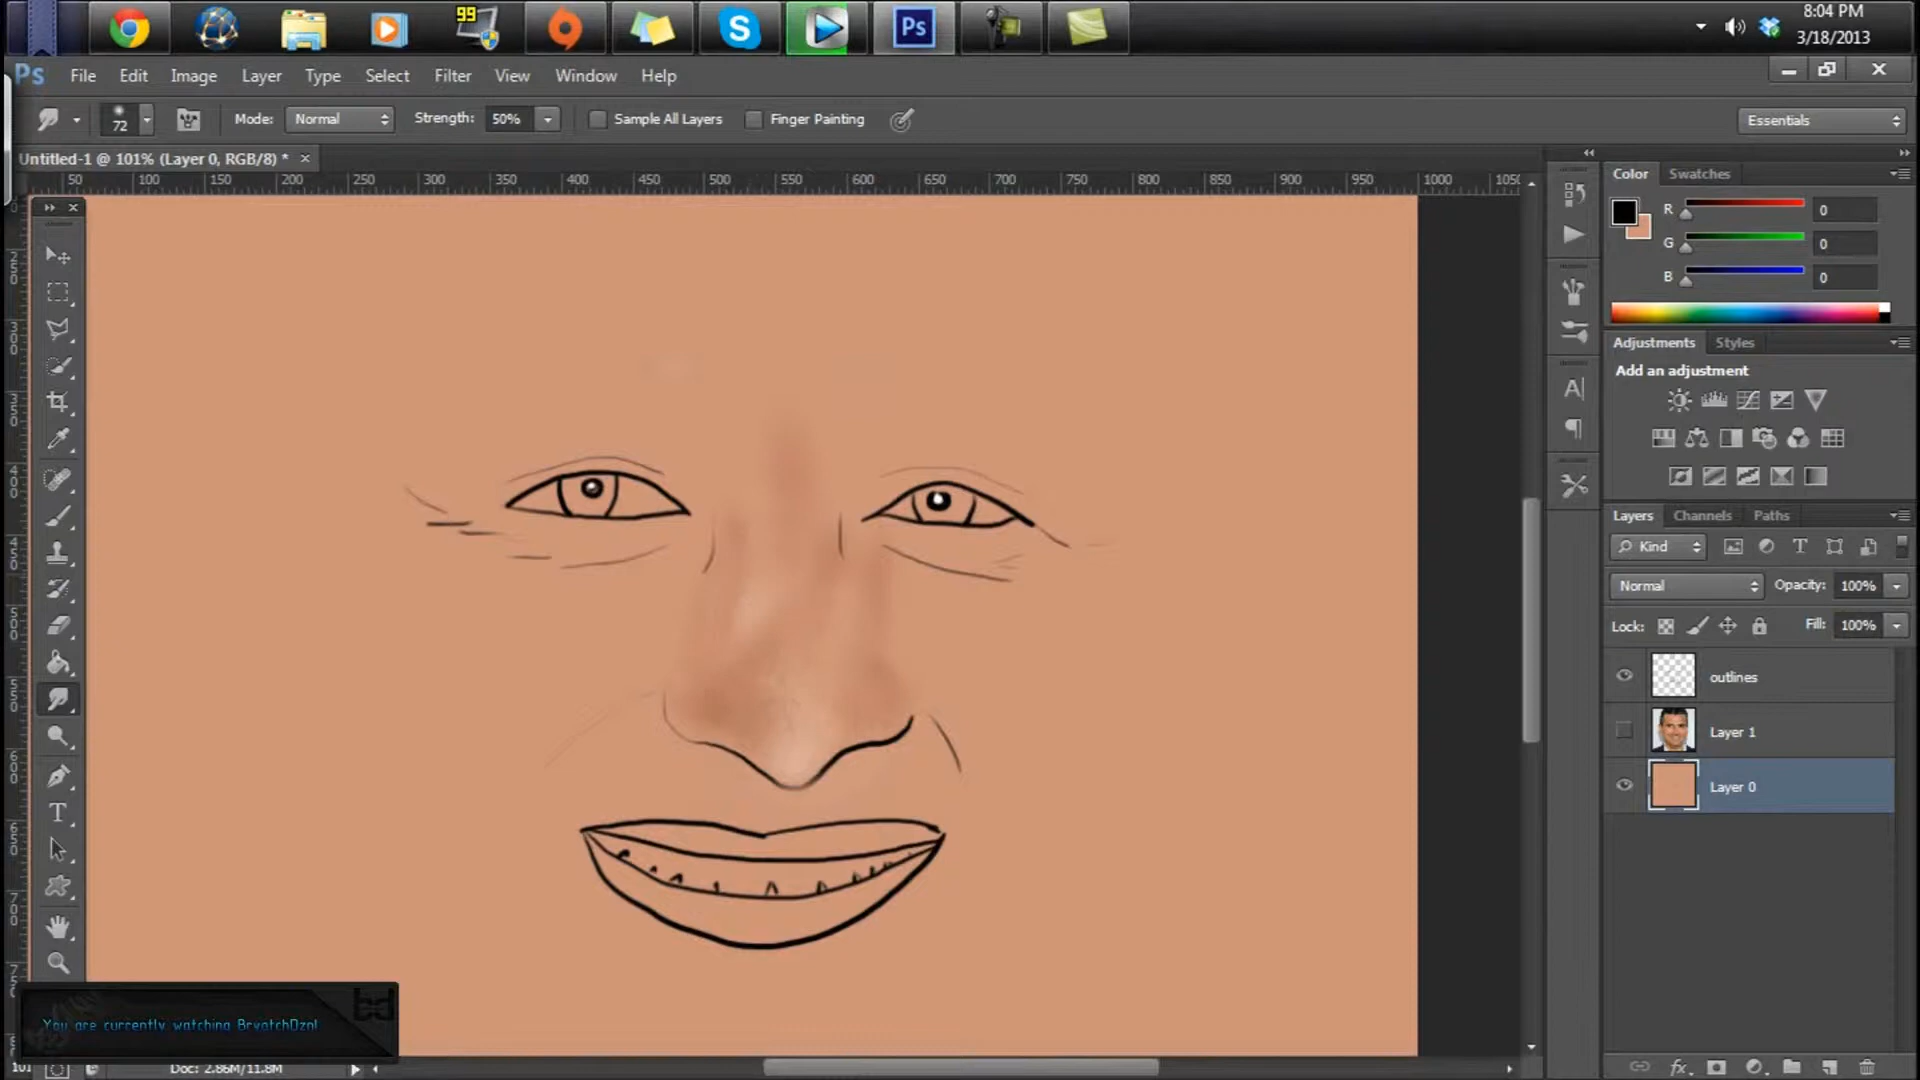 99
8:04 PM
3/18/2013
Ps
File Edit Image Layer Type Select Filter View Window Help
72 Mode: Normal Strength: 50% Sample All Layers Finger Painting Essentials
Untitled-1 @ 101% (Layer 0, RGB/8) *
50 100 150 200 250 300 350 400 450 500 550 600 650 700 750 800 850 900 950 1000 1050
Color Swatches
R 0
G 0
B 0
Adjustments Styles
Add an adjustment
Layers Channels Paths
Kind
Normal Opacity: 100%
Lock: Fill: 100%
outlines
Layer 1
Layer 0
bd
You are currently watching BryatchDzn!
Doc: 2.86M/11.8M